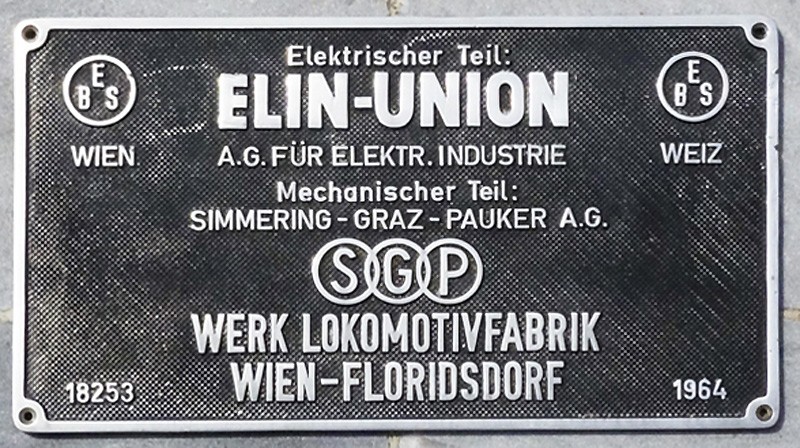 Elektrischer Teil:
E
B S
ELIN-UNION
E
B S
WIEN
A.G. FÜR ELEKTR. INDUSTRIE
WEIZ
Mechanischer Teil:
SIMMERING - GRAZ - PAUKER A.G.
SGP
WERK LOKOMOTIVFABRIK
WIEN-FLORIDSDORF
18253
1964